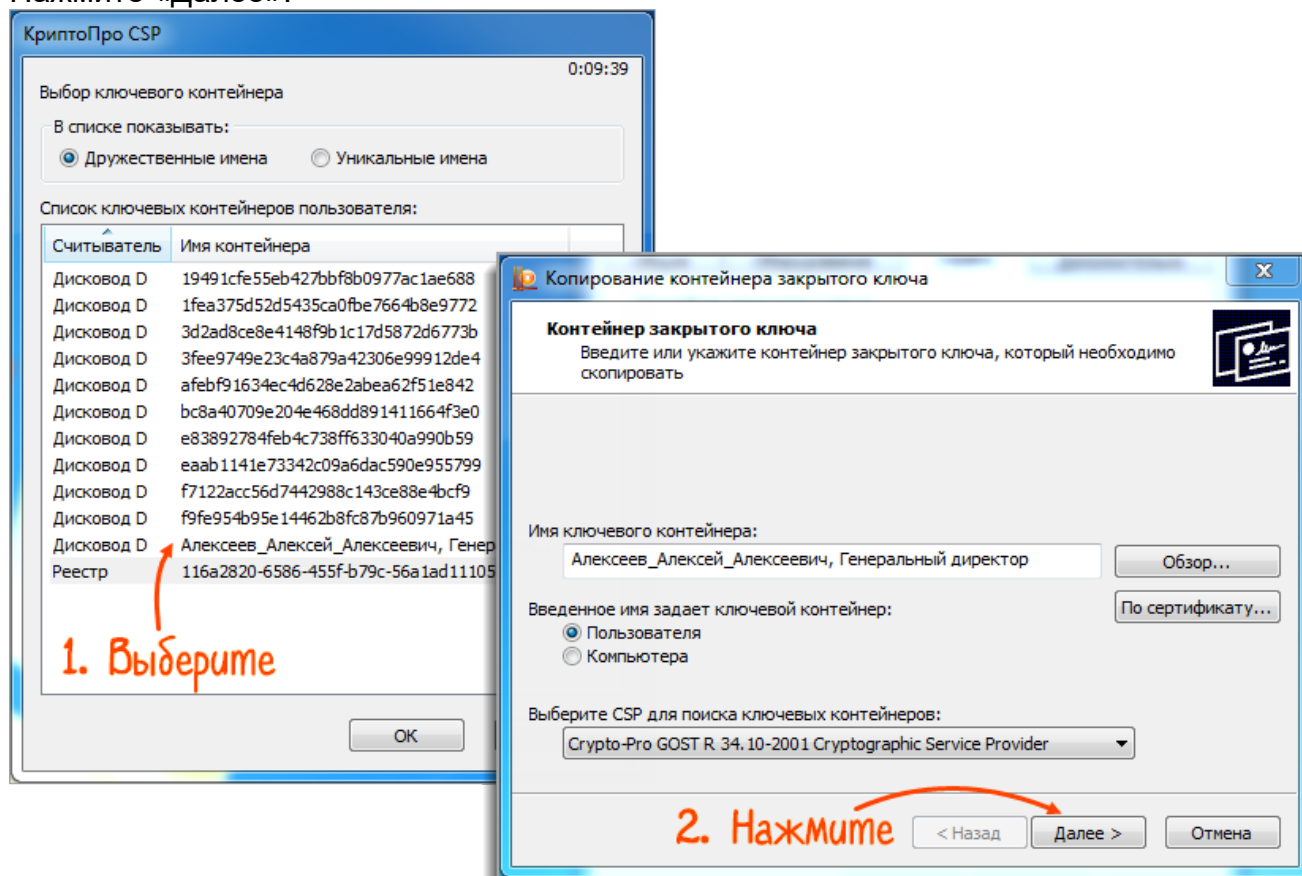 Нажмите «Далее».
КриптоПро CSP
0:09:39
Выбор ключевого контейнера
В списке показывать:
Дружественные имена Уникальные имена
Список ключевых контейнеров пользователя:
Считыватель Имя контейнера
Дисковод D 19491cfe55eb427bbf8b0977ac1ae688
Дисковод D 1fea375d52d5435ca0fbe7664b8e9772
Дисковод D 3d2ad8ce8e4148f9b1c17d5872d6773b
Дисковод D 3fee9749e23c4a879a42306e99912de4
Дисковод D afebf91634ec4d628e2abea62f51e842
Дисковод D bc8a40709e204e468dd891411664f3e0
Дисковод D e83892784feb4c738ff633040a990b59
Дисковод D eaab1141e73342c09a6dac590e955799
Дисковод D f7122acc56d7442988c143ce88e4bcf9
Дисковод D f9fe954b95e14462b8fc87b960971a45
Дисковод D Алексеев_Алексей_Алексеевич, Генер
Реестр 116a2820-6586-455f-b79c-56a1ad11105
1. Выберите
ОК
Копирование контейнера закрытого ключа
Контейнер закрытого ключа
Введите или укажите контейнер закрытого ключа, который необходимо
скопировать
Имя ключевого контейнера:
Алексеев_Алексей_Алексеевич, Генеральный директор
Обзор...
Введенное имя задает ключевой контейнер:
По сертификату...
Пользователя
Компьютера
Выберите CSP для поиска ключевых контейнеров:
Crypto-Pro GOST R 34.10-2001 Cryptographic Service Provider
2. Нажмите
< Назад Далее > Отмена